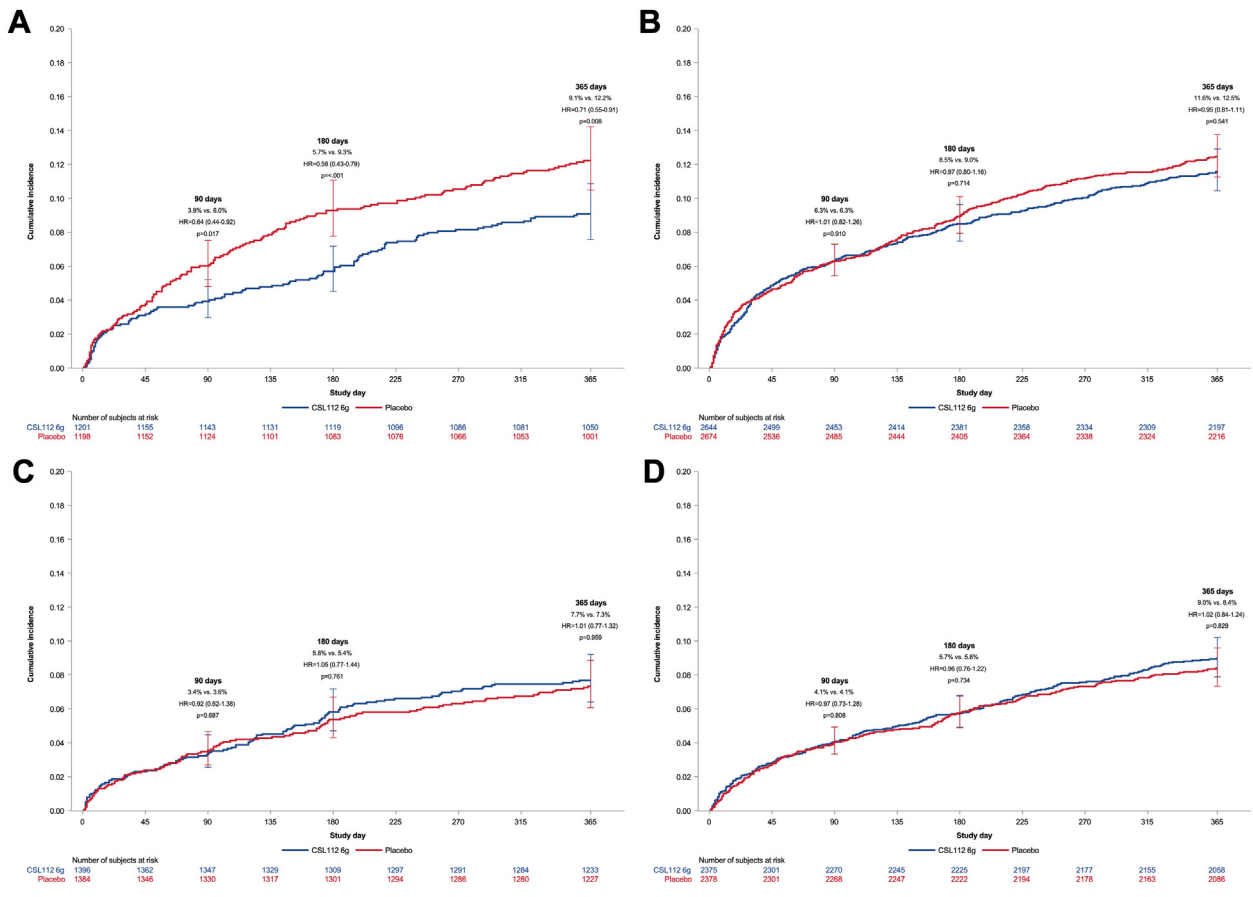 A
0.20
0.18
0.16
0.14
0.12
0.10
0.08
0.06
0.04
0.02
0.00
Cumulative incidence
90 days
3.9% vs. 6.0%
HR=0.64 (0.44-0.92)
p=0.017
180 days
5.7% vs. 9.3%
HR=0.58 (0.43-0.79)
p=<.001
365 days
9.1% vs. 12.2%
HR=0.71 (0.55-0.91)
p=0.008
0 45 90 135 180 225 270 315 365
Study day
CSL112 6g Placebo
Number of subjects at risk
CSL112 6g 1201 1155 1143 1131 1119 1096 1086 1081 1050
Placebo 1198 1152 1124 1101 1083 1076 1066 1053 1001
B
0.20
0.18
0.16
0.14
0.12
0.10
0.08
0.06
0.04
0.02
0.00
Cumulative incidence
90 days
6.3% vs. 6.3%
HR=1.01 (0.82-1.26)
p=0.910
180 days
8.5% vs. 9.0%
HR=0.97 (0.80-1.16)
p=0.714
365 days
11.6% vs. 12.5%
HR=0.95 (0.81-1.11)
p=0.541
0 45 90 135 180 225 270 315 365
Study day
CSL112 6g Placebo
Number of subjects at risk
CSL112 6g 2644 2499 2453 2414 2381 2358 2334 2309 2197
Placebo 2674 2536 2485 2444 2405 2364 2338 2324 2216
C
0.20
0.18
0.16
0.14
0.12
0.10
0.08
0.06
0.04
0.02
0.00
Cumulative incidence
90 days
3.4% vs. 3.6%
HR=0.92 (0.62-1.38)
p=0.687
180 days
5.8% vs. 5.4%
HR=1.05 (0.77-1.44)
p=0.761
365 days
7.7% vs. 7.3%
HR=1.01 (0.77-1.32)
p=0.959
0 45 90 135 180 225 270 315 365
Study day
CSL112 6g Placebo
Number of subjects at risk
CSL112 6g 1396 1362 1347 1329 1309 1297 1291 1284 1233
Placebo 1384 1346 1330 1317 1301 1294 1286 1280 1227
D
0.20
0.18
0.16
0.14
0.12
0.10
0.08
0.06
0.04
0.02
0.00
Cumulative incidence
90 days
4.1% vs. 4.1%
HR=0.97 (0.73-1.28)
p=0.808
180 days
5.7% vs. 5.8%
HR=0.96 (0.76-1.22)
p=0.734
365 days
9.0% vs. 8.4%
HR=1.02 (0.84-1.24)
p=0.829
0 45 90 135 180 225 270 315 365
Study day
CSL112 6g Placebo
Number of subjects at risk
CSL112 6g 2375 2301 2270 2245 2225 2197 2177 2155 2058
Placebo 2378 2301 2268 2247 2222 2194 2178 2163 2086